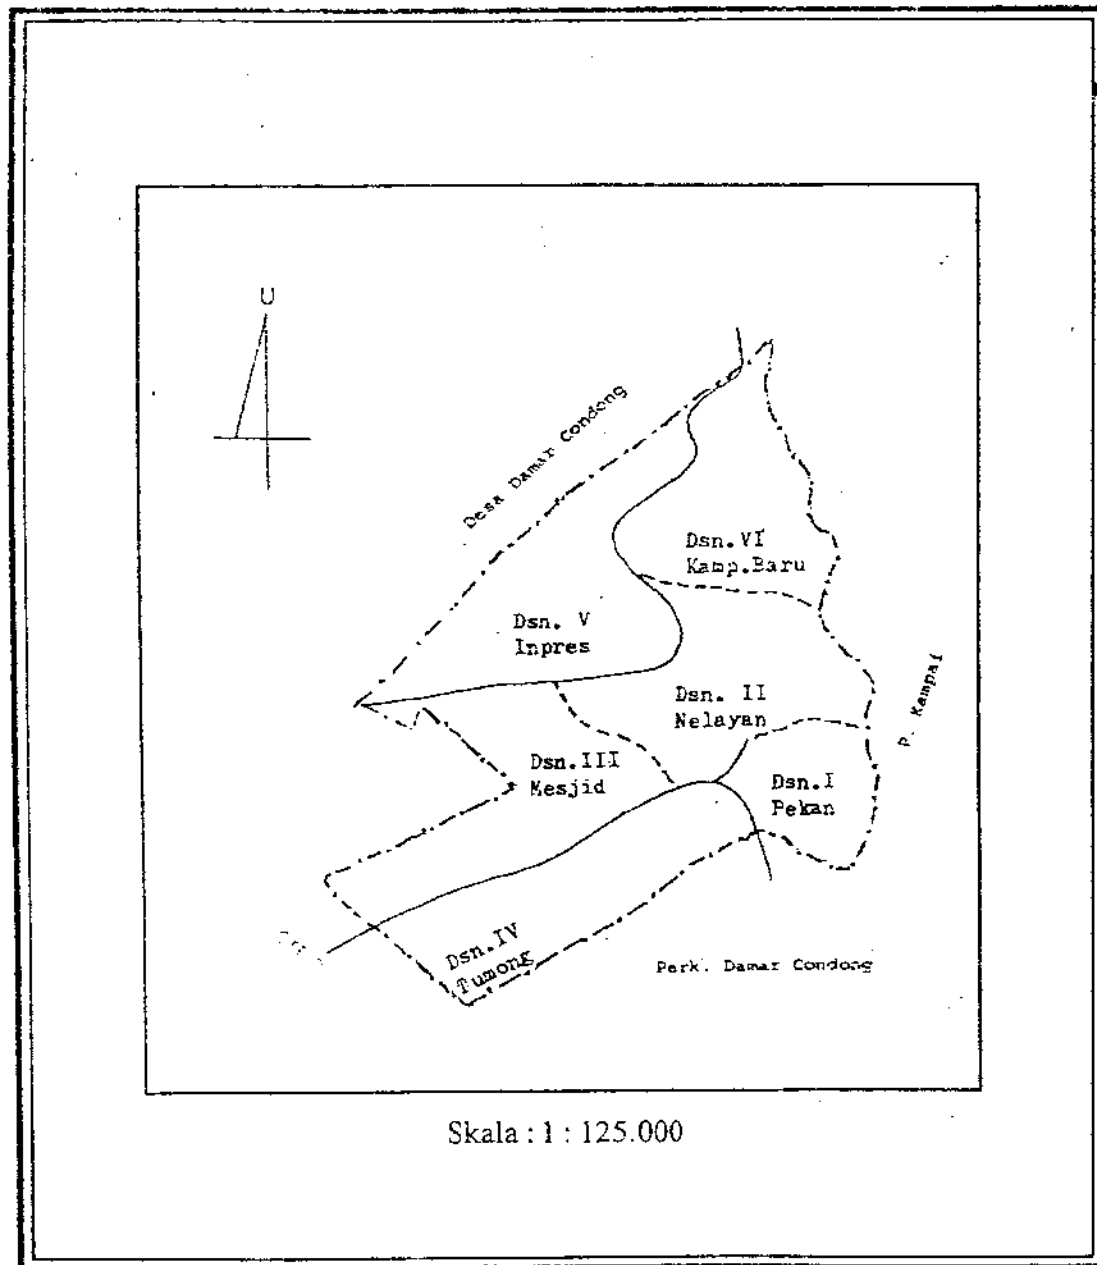 U
Desa Damar Condong
Dsn. VI
Kamp.Baru
Dsn. V
Inpres
Dsn. II
Nelayan
P. Kampai
Dsn.III
Mesjid
Dsn.I
Pekan
Dsn.IV
Tumong
Perk. Damar Condong
Skala : 1 : 125.000